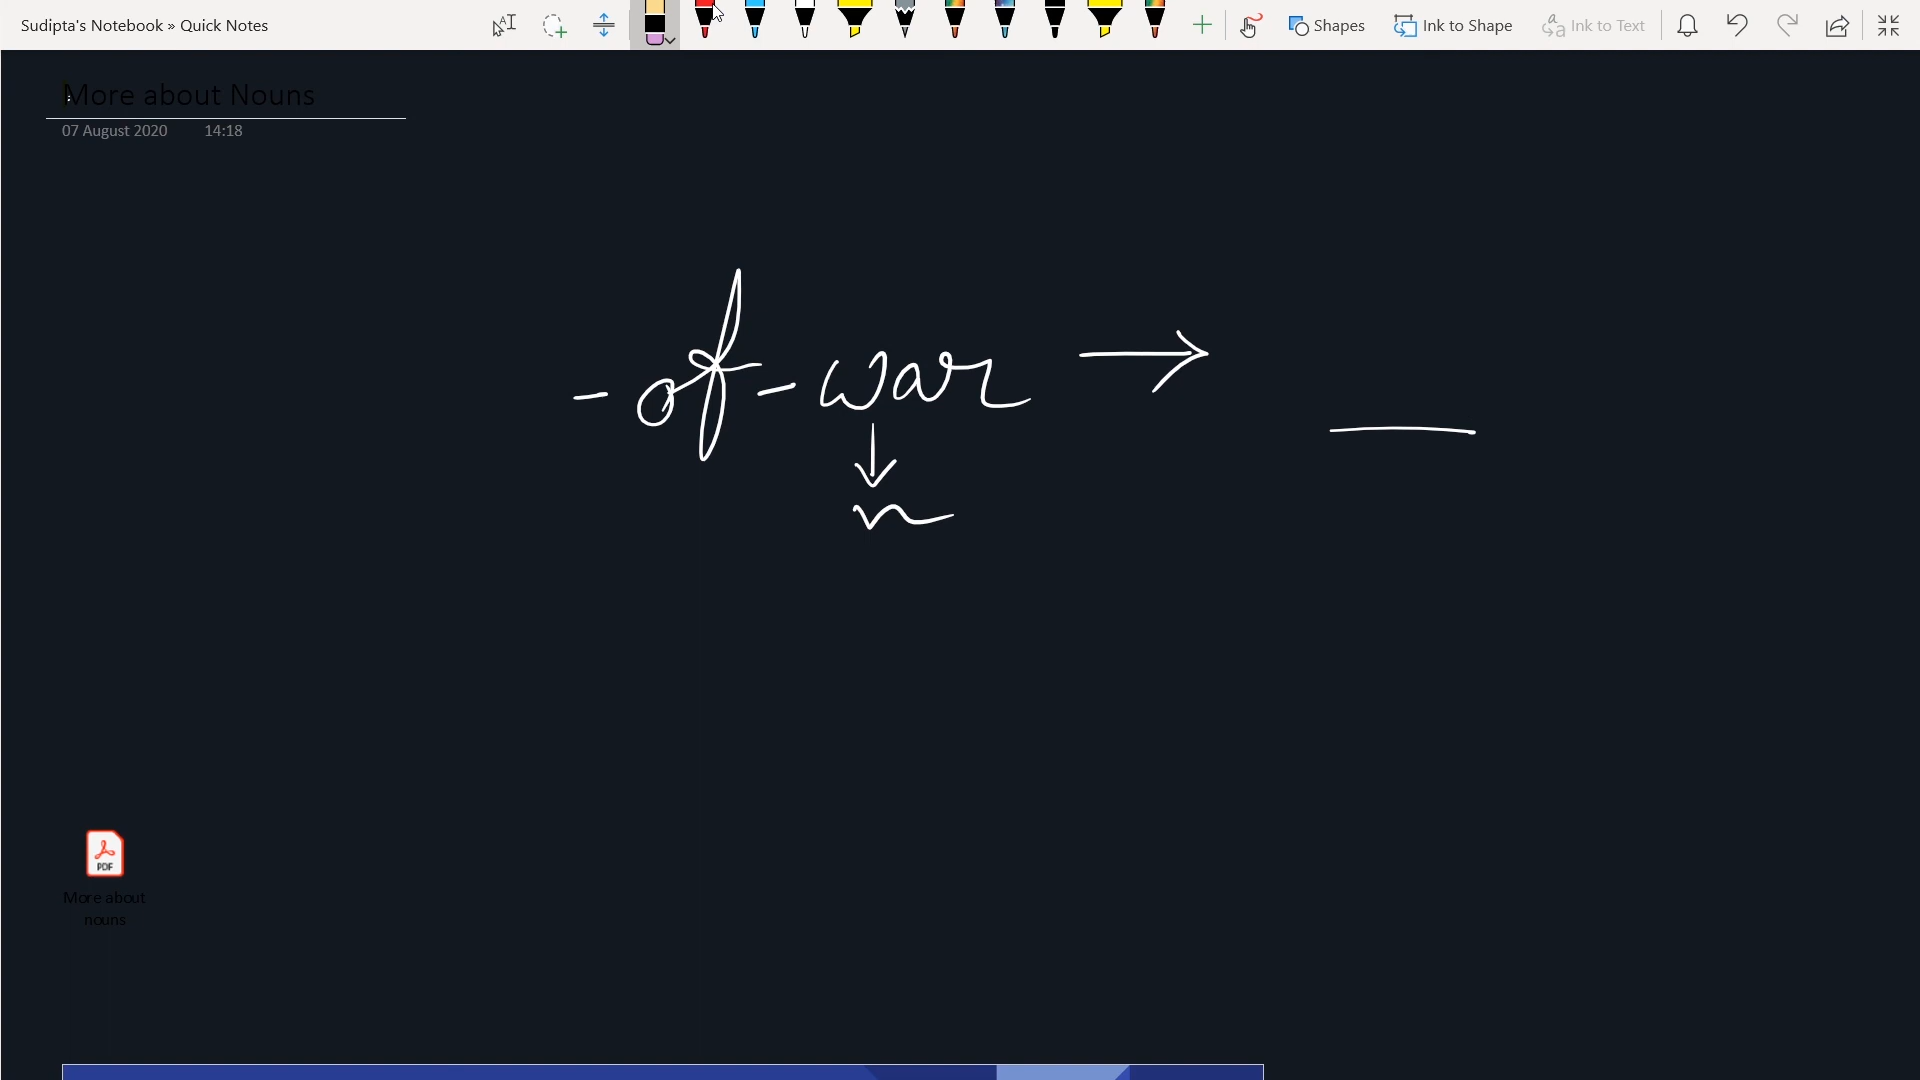 Sudipta's Notebook » Quick Notes
Shapes
Ink to Shape
Ink to Text
More about Nouns
07 August 2020 14:18
- of - war →
n
PDF
More about
nouns